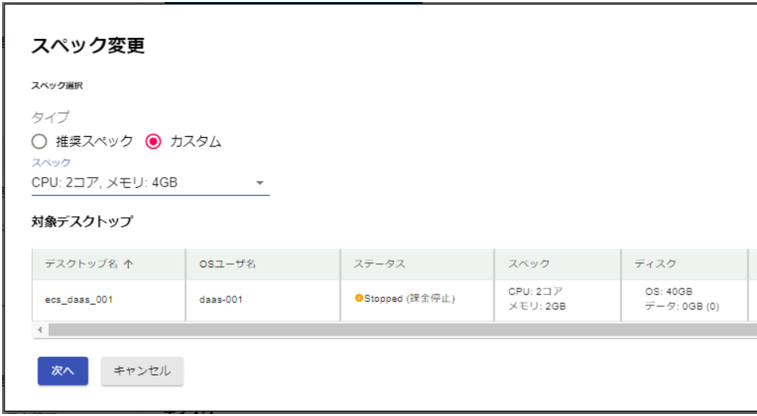 スペック変更
スペック選択
タイプ
推奨スペック カスタム
スペック
CPU: 2コア, メモリ: 4GB
対象デスクトップ
デスクトップ名 ↑ OSユーザ名 ステータス スペック ディスク
ecs_daas_001 daas-001 Stopped (課金停止) CPU: 2コア OS: 40GB
メモリ: 2GB データ: 0GB (0)
次へ キャンセル